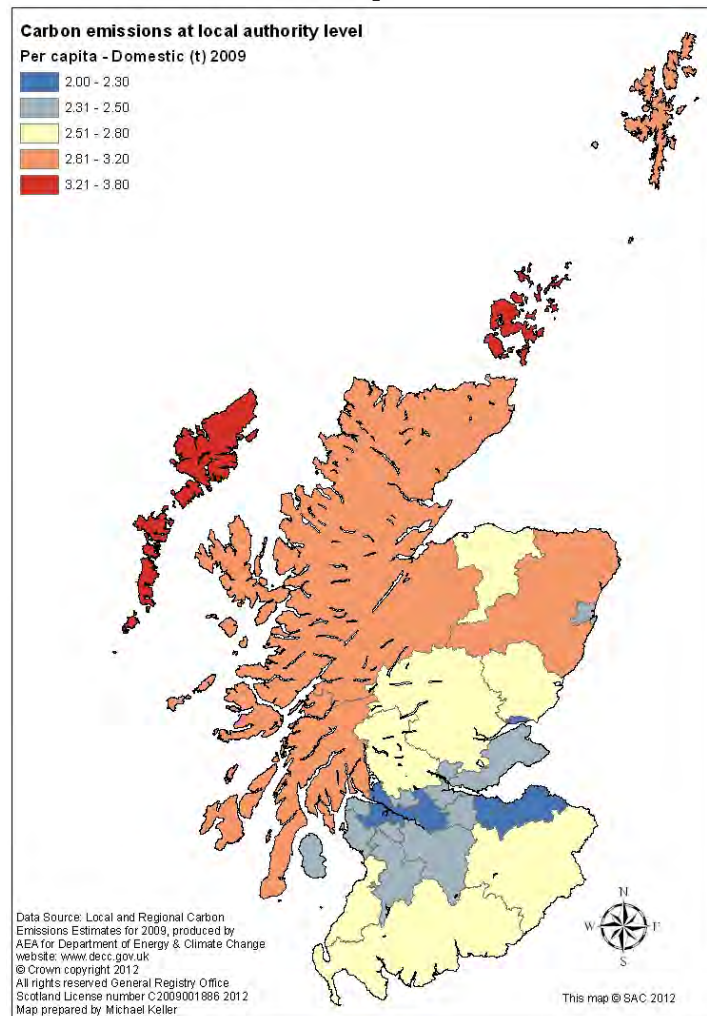 Carbon emissions at local authority level
Per capita - Domestic (t) 2009
2.00 - 2.30
2.31 - 2.50
2.51 - 2.80
2.81 - 3.20
3.21 - 3.80
N
W
E
S
Data Source: Local and Regional Carbon
Emissions Estimates for 2009, produced by
AEA for Department of Energy & Climate Change
website: www.decc.gov.uk
© Crown copyright 2012
All rights reserved General Registry Office
Scotland License number C2009001886 2012
Map prepared by Michael Keller
This map © SAC 2012